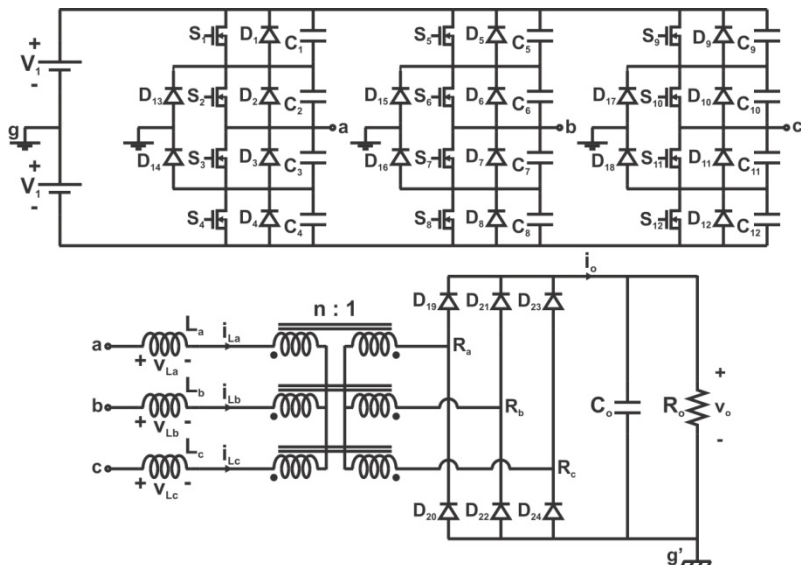 S1 D1 C1 S5 D5 C5 S9 D9 C9
+ V1 -
D13 S2 D2 C2 D15 S6 D6 C6 D17 S10 D10 C10
g a b c
D14 S3 D3 C3 D16 S7 D7 C7 D18 S11 D11 C11
+ V1 -
S4 D4 C4 S8 D8 C8 S12 D12 C12
io
n : 1
D19 D21 D23
a La iLa Ra
+ vLa -
b Lb iLb Rb Co Ro + vo -
+ vLb -
c Lc iLc Rc
+ vLc -
D20 D22 D24
g'